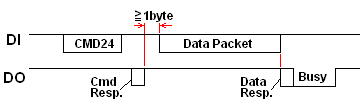 ≧1byte
DI
CMD24
Data Packet
DO
Cmd
Resp.
Data
Resp.
Busy